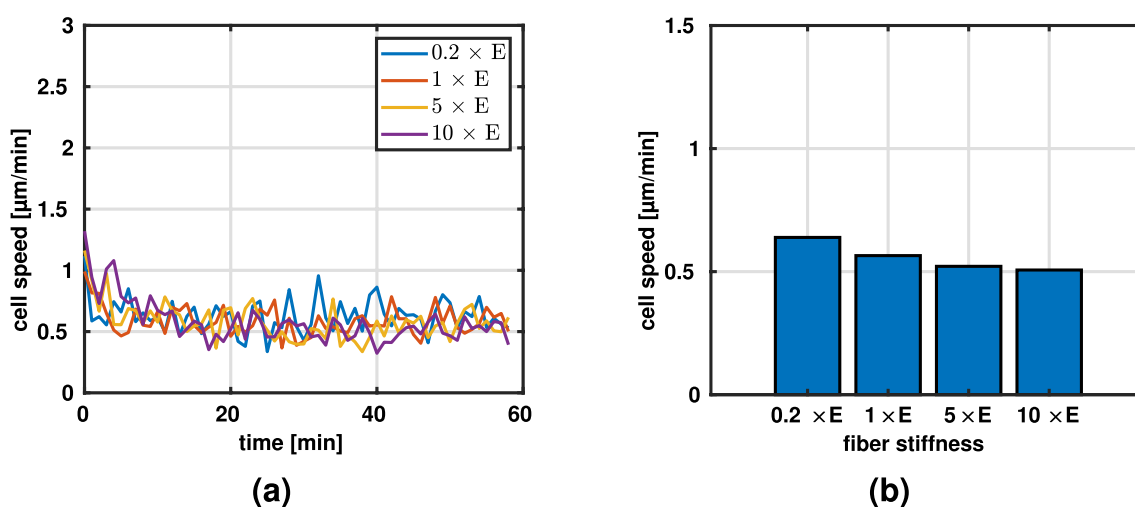 3
2.5
2
1.5
1
0.5
0
0
20
40
60
cell speed [µm/min]
time [min]
0.2 × E
1 × E
5 × E
10 × E
(a)
1.5
1
0.5
0
cell speed [µm/min]
0.2 ×E
1×E
5×E
10 ×E
fiber stiffness
(b)